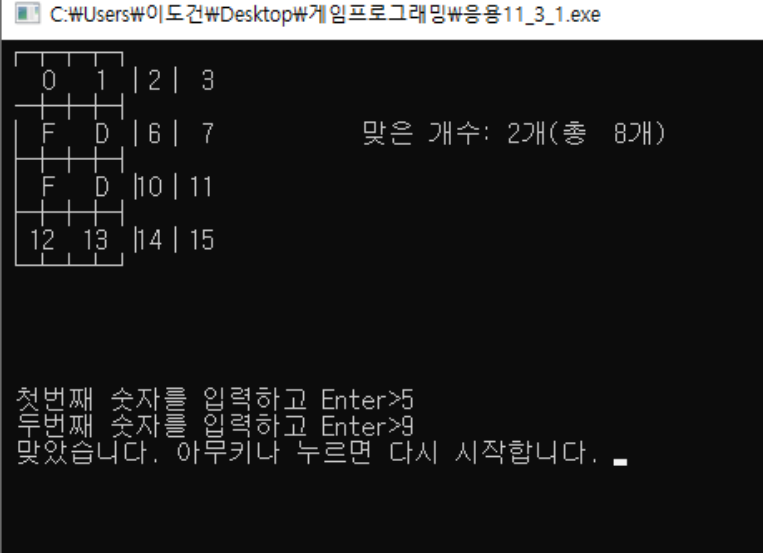 C:₩Users₩이도건₩Desktop₩게임프로그래밍₩응용11_3_1.exe
0 1 |2| 3
F D |6| 7 맞은 개수: 2개(총 8개)
F D |10| 11
12 13 |14| 15
첫번째 숫자를 입력하고 Enter>5
두번째 숫자를 입력하고 Enter>9
맞았습니다. 아무키나 누르면 다시 시작합니다.